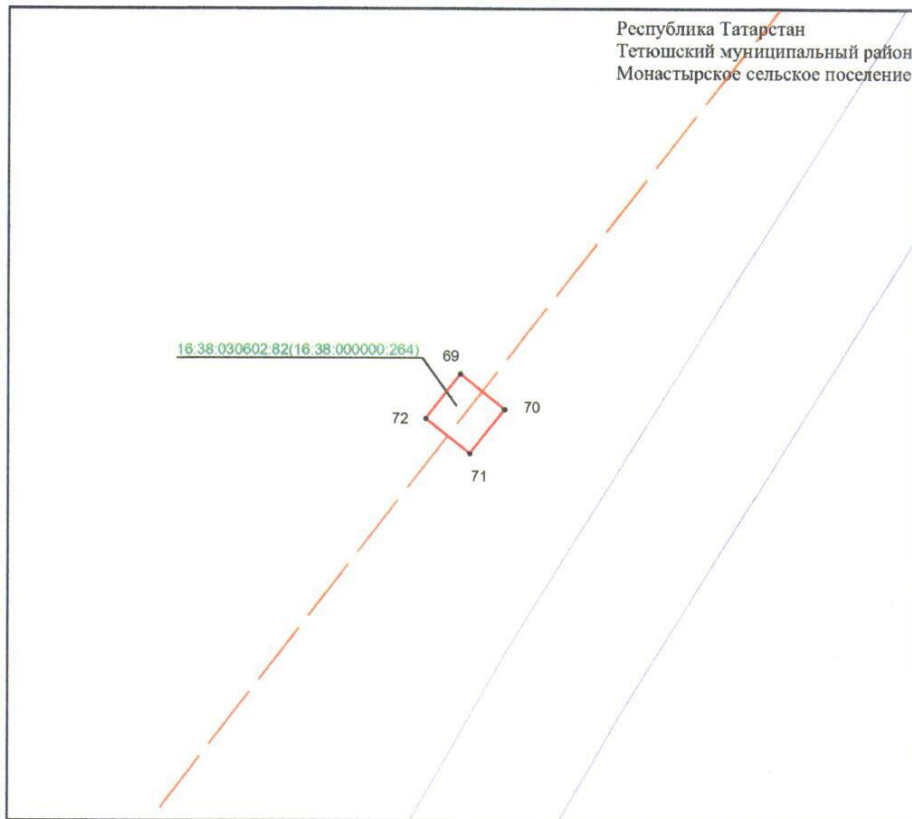 Республика Татарстан
Тетюшский муниципальный район
Монастырское сельское поселение
16:38:030602:82(16:38:000000:264)
69
70
72
71